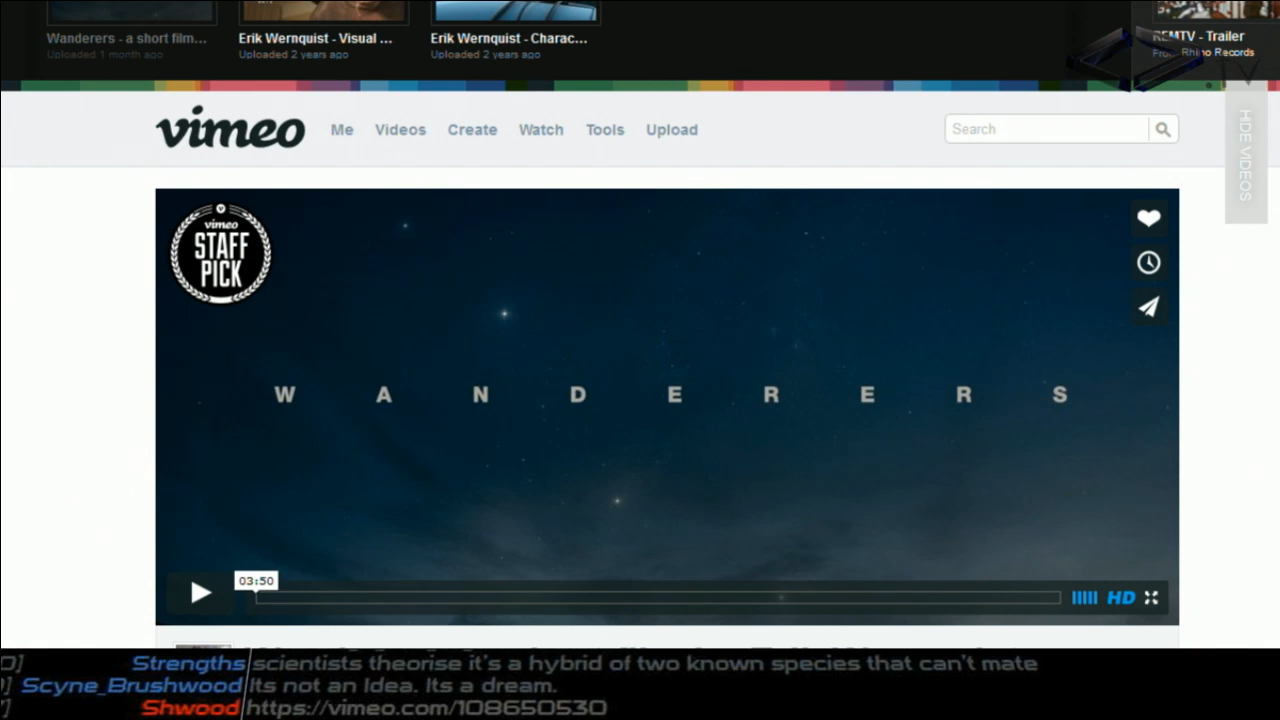 Wanderers - a short film... Erik Wernquist - Visual ... Erik Wernquist - Charac... REMTV - Trailer
Uploaded 1 month ago Uploaded 2 years ago Uploaded 2 years ago From Rhino Records
vimeo Me Videos Create Watch Tools Upload Search
HIDE VIDEOS
vimeo
STAFF
PICK
W A N D E R E R S
03:50
HD
Strengths scientists theorise it's a hybrid of two known species that can't mate
Scyne_Brushwood Its not an Idea. Its a dream.
Shwood https://vimeo.com/108650530